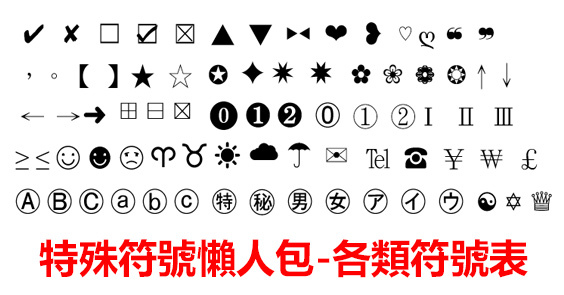 ✔ ✘ □ ☑ ☒ ▲ ▼ ▶◀ ❤ ❥ ♡ ღ ❝ ❞
， 。 【 】 ★ ☆ ✪ ✦ ✷ ✸ ✿ ❀ ❁ ❂ ↑ ↓
← → ➜ ⊞ ⊟ ⊠ ⓿ ❶ ❷ ⓪ ① ② Ⅰ Ⅱ Ⅲ
≥ ≤ ☺ ☻ ☹ ♈ ♉ ☀ ☁ ☂ ✉ ℡ ☎ ￥ ₩ ￡
Ⓐ Ⓑ Ⓒ ⓐ ⓑ ⓒ ㊕ ㊙ ㊚ ㊛ ㋐ ㋑ ㋒ ☯ ✡ ♕
特殊符號懶人包-各類符號表